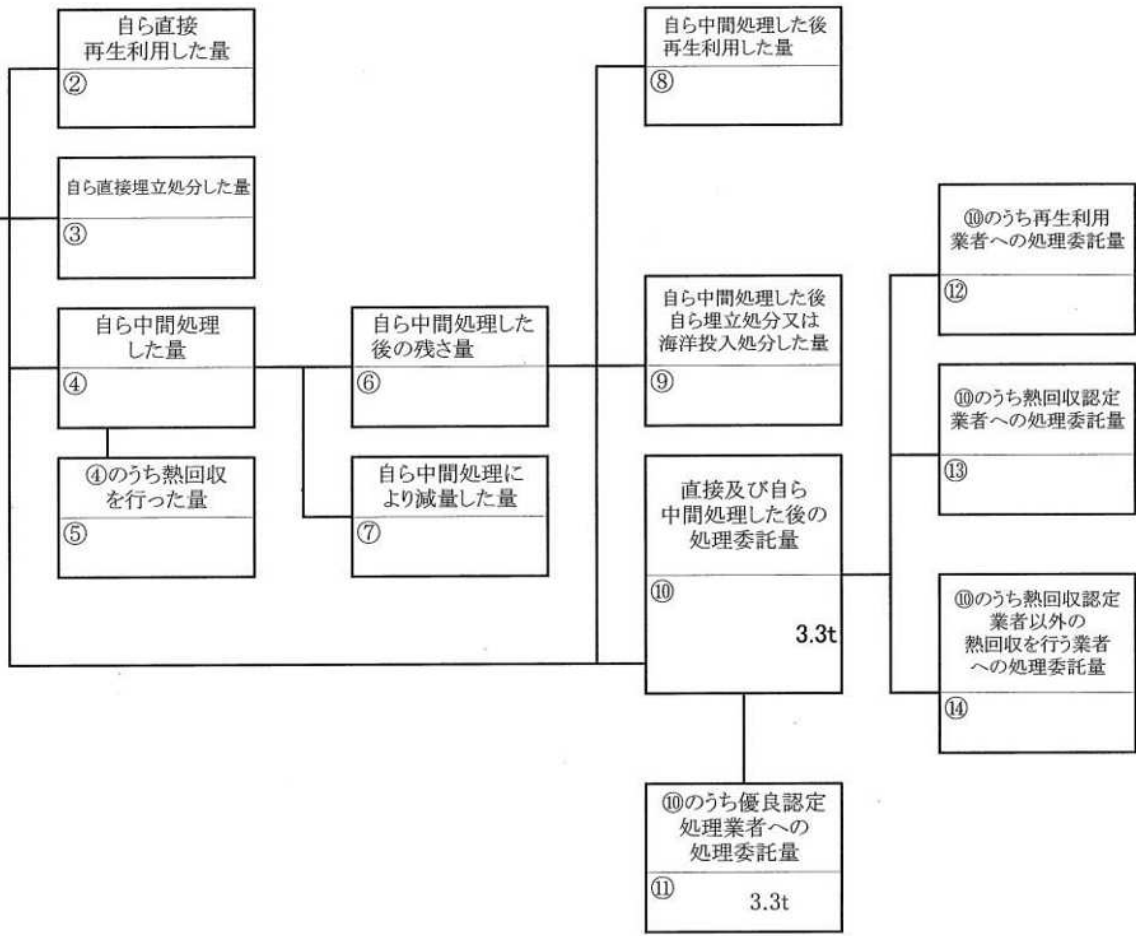 自ら直接
再生利用した量
②
自ら直接埋立処分した量
③
自ら中間処理
した量
④
④のうち熱回収
を行った量
⑤
自ら中間処理した
後の残さ量
⑥
自ら中間処理に
より減量した量
⑦
自ら中間処理した後
再生利用した量
⑧
自ら中間処理した後
自ら埋立処分又は
海洋投入処分した量
⑨
直接及び自ら
中間処理した後の
処理委託量
⑩
3.3t
⑩のうち優良認定
処理業者への
処理委託量
⑪ 3.3t
⑩のうち再生利用
業者への処理委託量
⑫
⑩のうち熱回収認定
業者への処理委託量
⑬
⑩のうち熱回収認定
業者以外の
熱回収を行う業者
への処理委託量
⑭